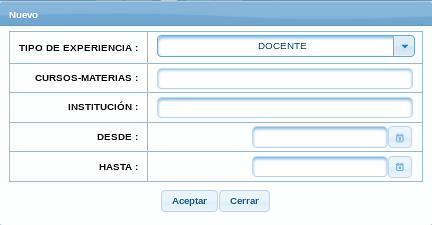 Nuevo
TIPO DE EXPERIENCIA : DOCENTE
CURSOS-MATERIAS :
INSTITUCIÓN :
DESDE :
HASTA :
Aceptar Cerrar